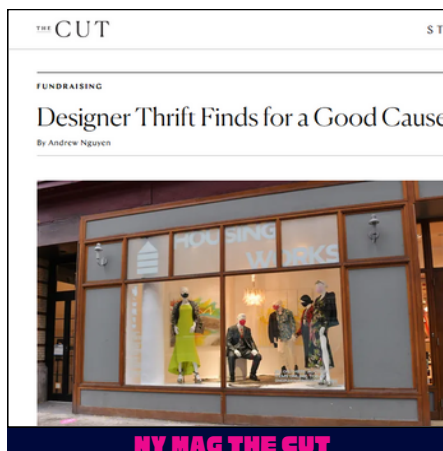 THE CUT
ST
FUNDRAISING
Designer Thrift Finds for a Good Cause
By Andrew Nguyen
HOUSING
WORKS
NY MAG THE CUT